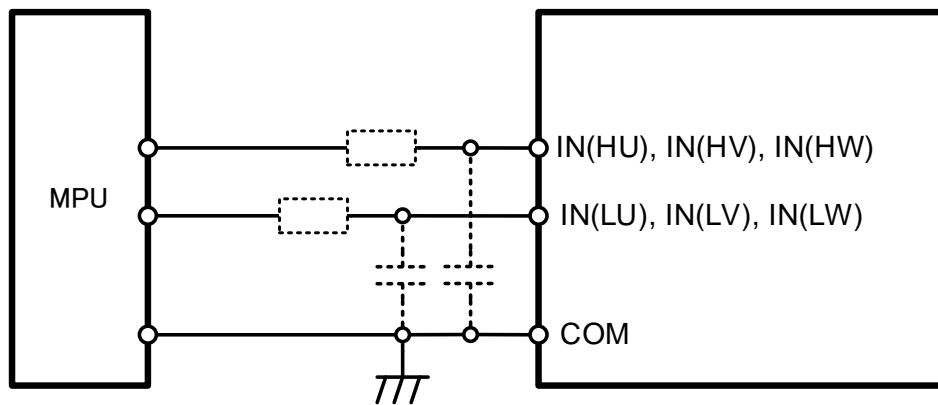 IN(HU), IN(HV), IN(HW)
MPU
IN(LU), IN(LV), IN(LW)
COM